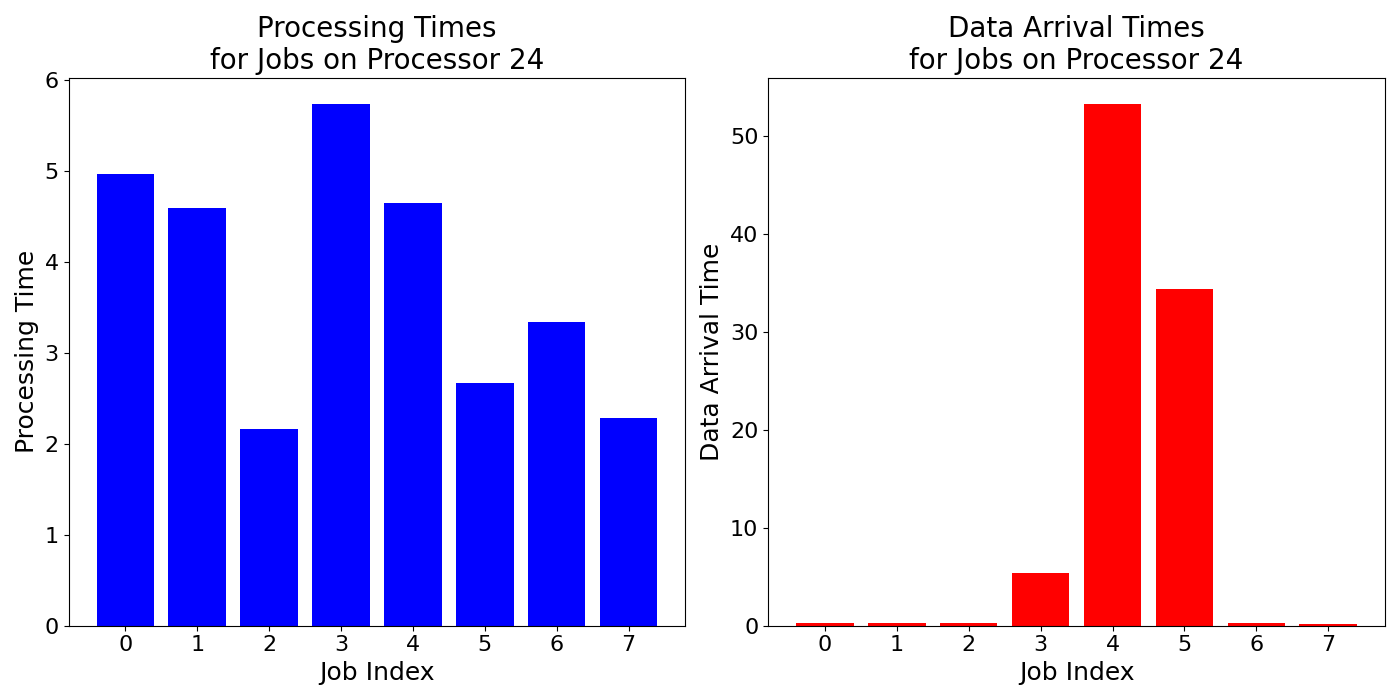 Processing Times
for Jobs on Processor 24
Processing Time
6
5
4
3
2
1
0
0 1 2 3 4 5 6 7
Job Index
Data Arrival Times
for Jobs on Processor 24
Data Arrival Time
50
40
30
20
10
0
0 1 2 3 4 5 6 7
Job Index